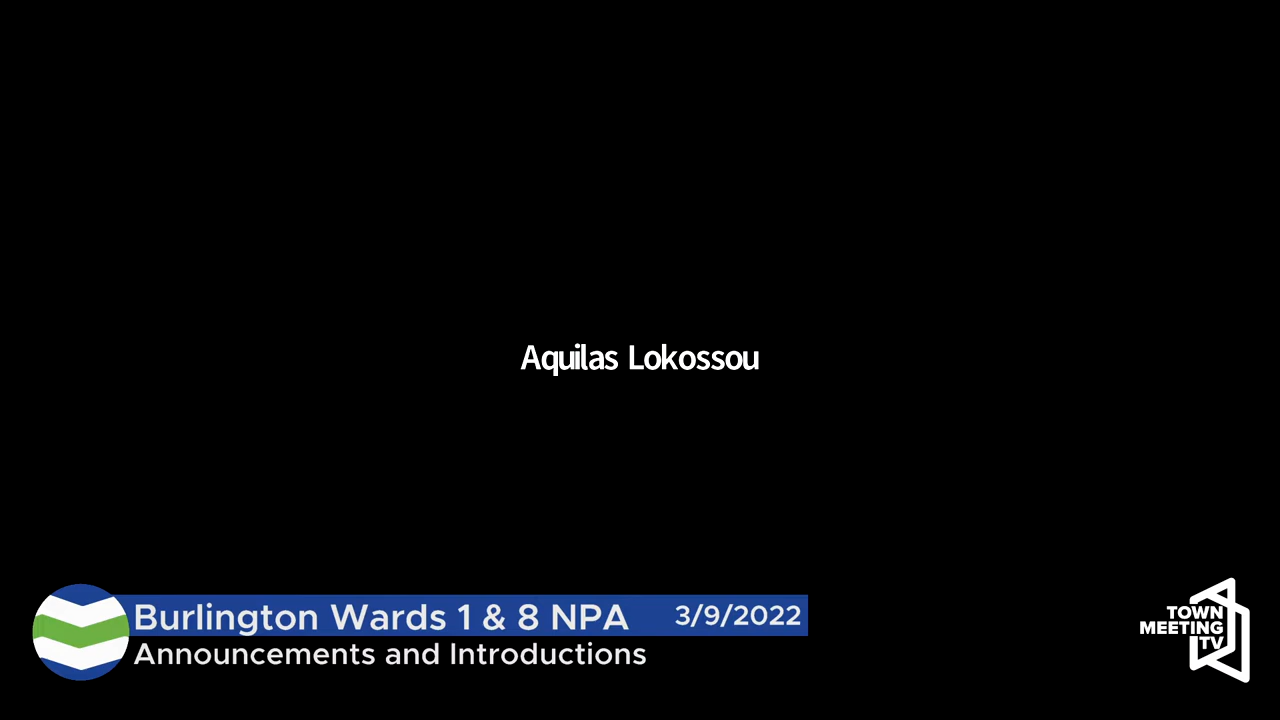 Aquilas Lokossou
Burlington Wards 1 & 8 NPA 3/9/2022
Announcements and Introductions
TOWN
MEETING
TV